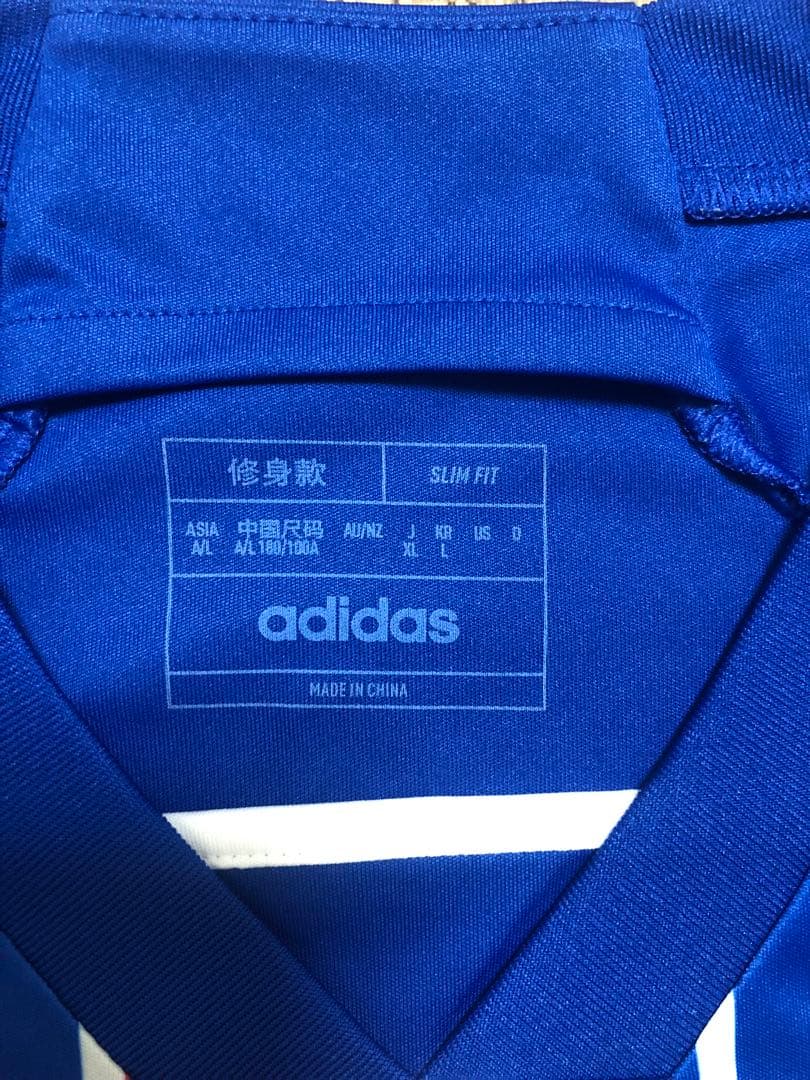 修身款 SLIM FIT
ASIA 中国尺码 AU/NZ J KR US D
A/L A/L 180/100A XL L
adidas
MADE IN CHINA